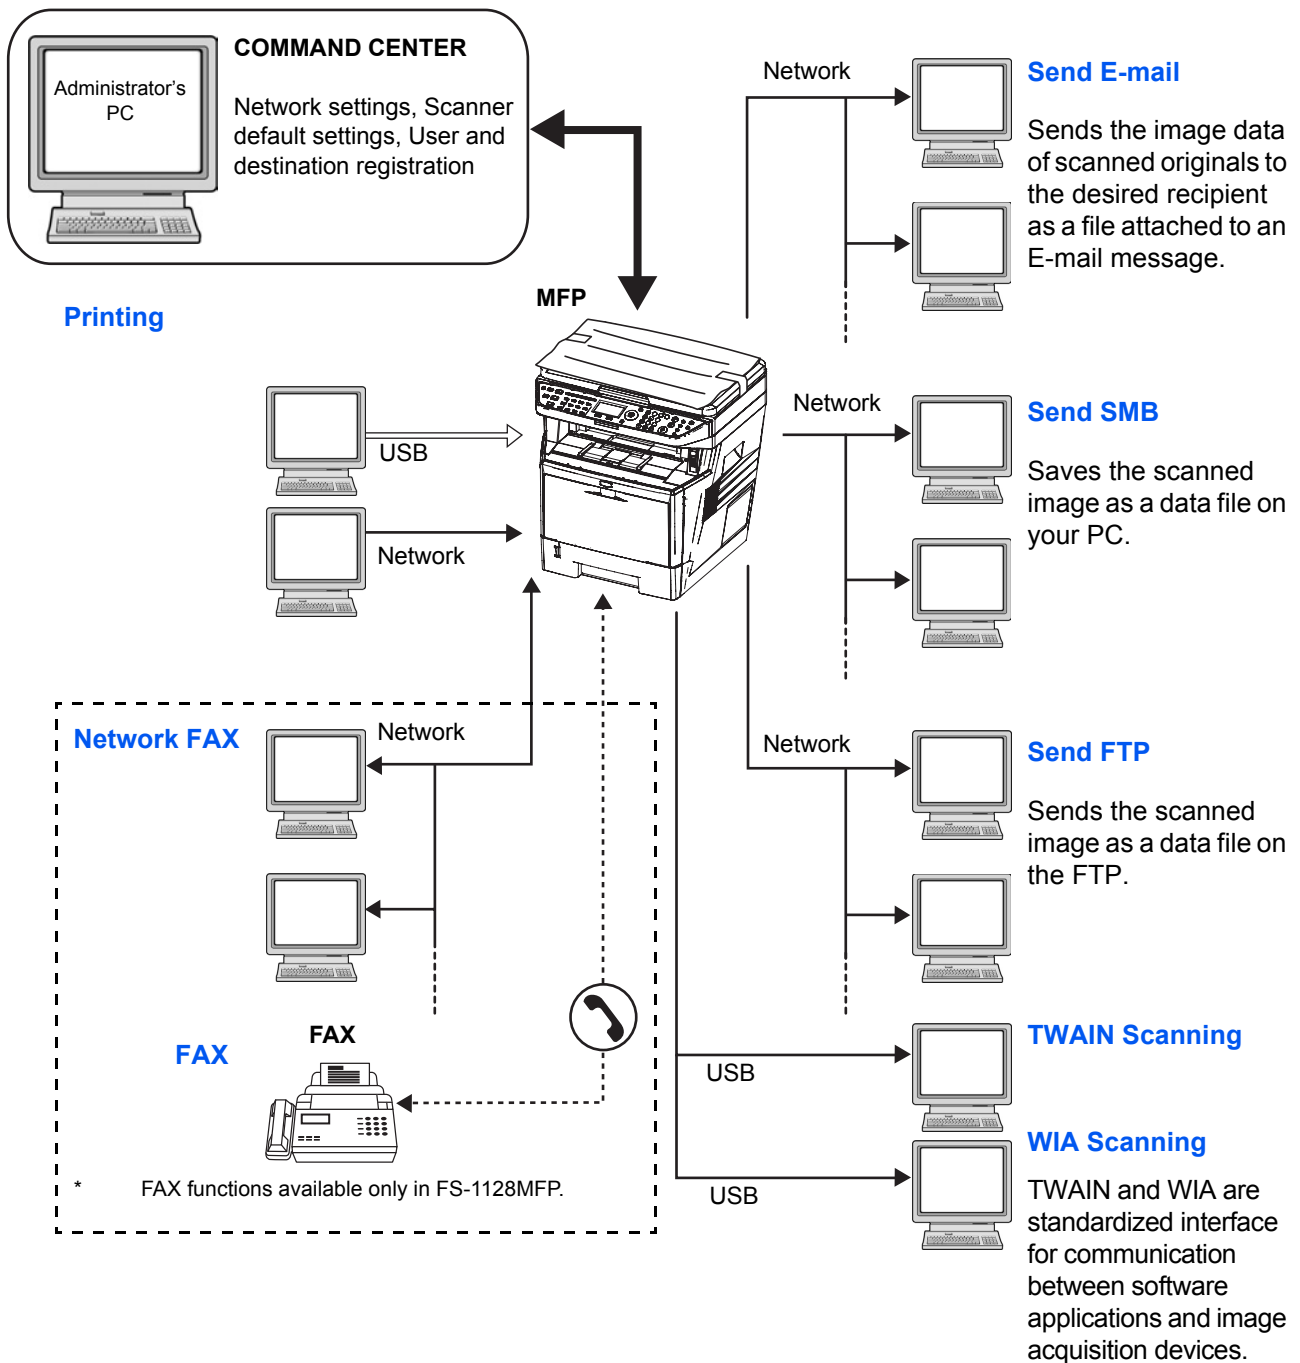 COMMAND CENTER
Administrator's
PC
Network settings, Scanner
default settings, User and
destination registration
Network
Send E-mail
Sends the image data
of scanned originals to
the desired recipient
as a file attached to an
E-mail message.
MFP
Printing
USB
Network
Network
Send SMB
Saves the scanned
image as a data file on
your PC.
Network FAX
Network
Network
Send FTP
Sends the scanned
image as a data file on
the FTP.
FAX
FAX
* FAX functions available only in FS-1128MFP.
USB
TWAIN Scanning
USB
WIA Scanning
TWAIN and WIA are
standardized interface
for communication
between software
applications and image
acquisition devices.